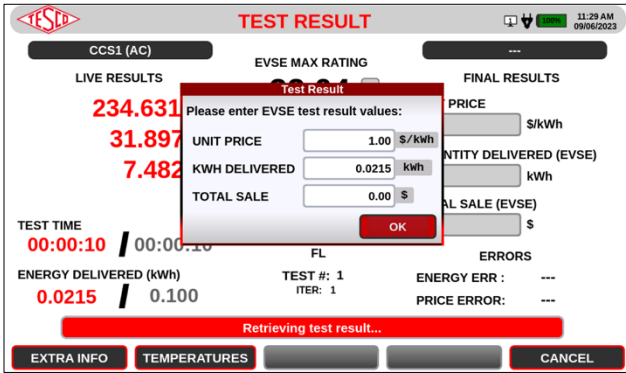 TESCO
TEST RESULT
100%
11:29 AM
09/06/2023
CCS1 (AC)
---
LIVE RESULTS
EVSE MAX RATING
FINAL RESULTS
234.631
31.897
7.482
Test Result
Please enter EVSE test result values:
UNIT PRICE 1.00 $/kWh
KWH DELIVERED 0.0215 kWh
TOTAL SALE 0.00 $
OK
PRICE
$/kWh
DELIVERED (EVSE)
kWh
SALE (EVSE)
$
TEST TIME
00:00:10 / 00:00:10
FL
ERRORS
ENERGY DELIVERED (kWh)
0.0215 / 0.100
TEST #: 1
ITER: 1
ENERGY ERR : ---
PRICE ERROR: ---
Retrieving test result...
EXTRA INFO
TEMPERATURES
CANCEL